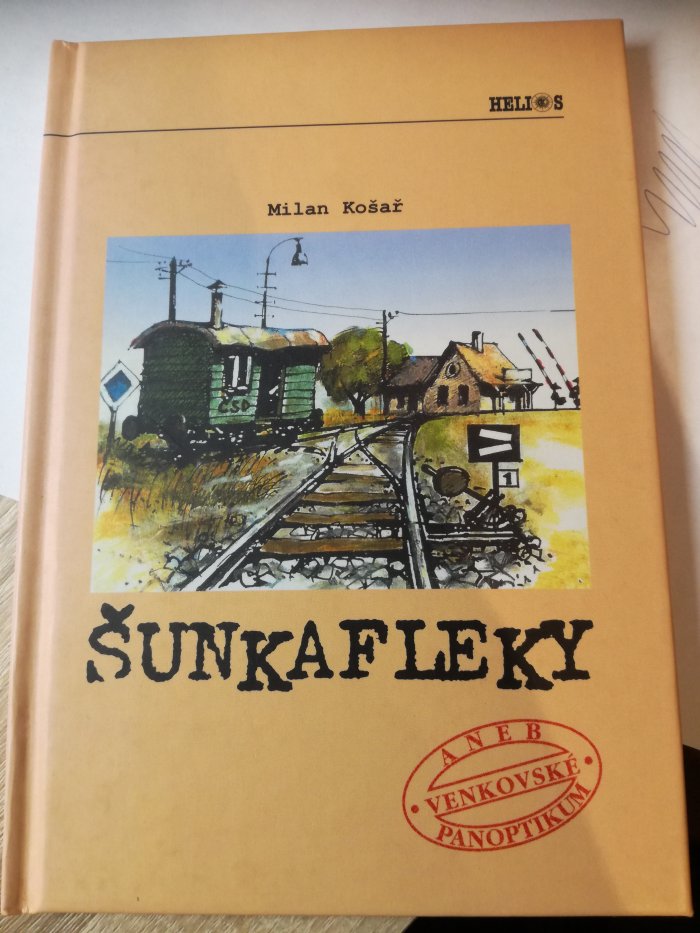 HELIOS
Milan Košař
ČSD
1
ŠUNKAFLEKY
ANEB
VENKOVSKÉ
PANOPTIKUM